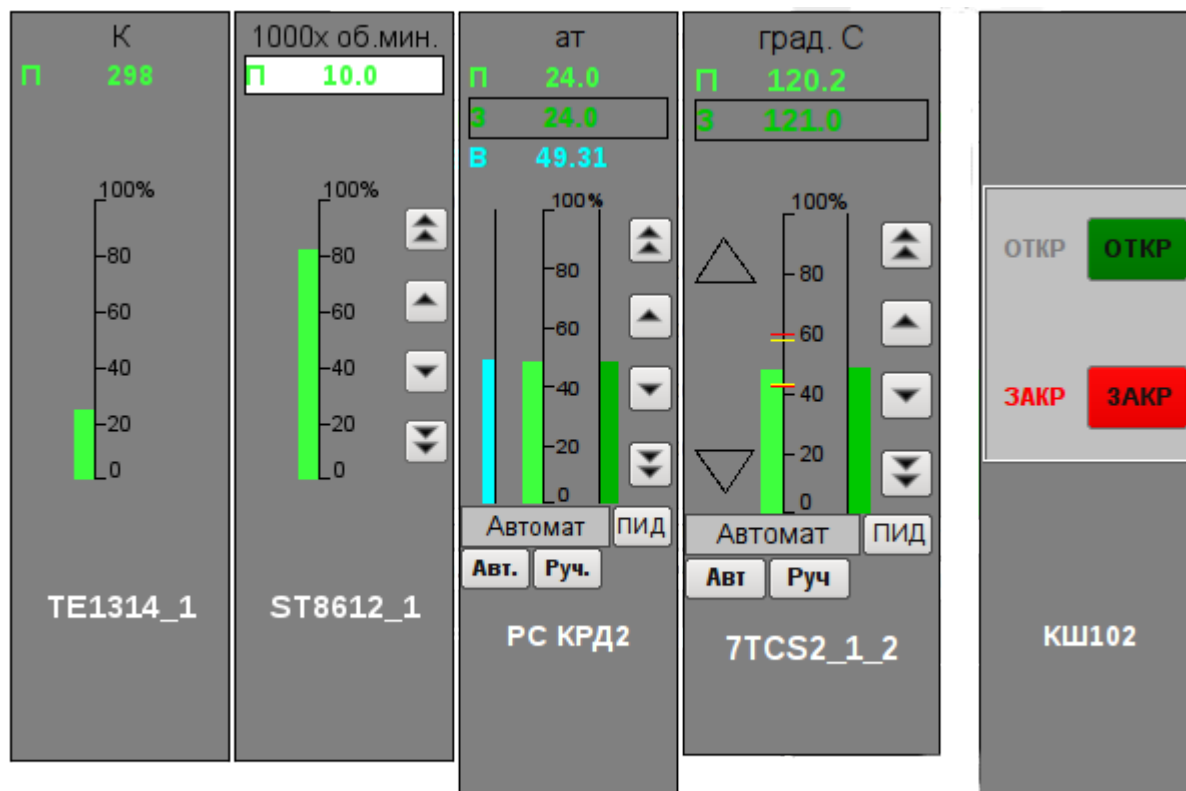 К
П 298
100%
80
60
40
20
0
TE1314_1
1000х об.мин.
П 10.0
100%
80
60
40
20
0
ST8612_1
ат
П 24.0
З 24.0
В 49.31
100%
80
60
40
20
0
Автомат ПИД
Авт. Руч.
РС КРД2
град. С
П 120.2
З 121.0
100%
80
60
40
20
0
Автомат ПИД
Авт Руч
7TCS2_1_2
ОТКР ОТКР
ЗАКР ЗАКР
КШ102